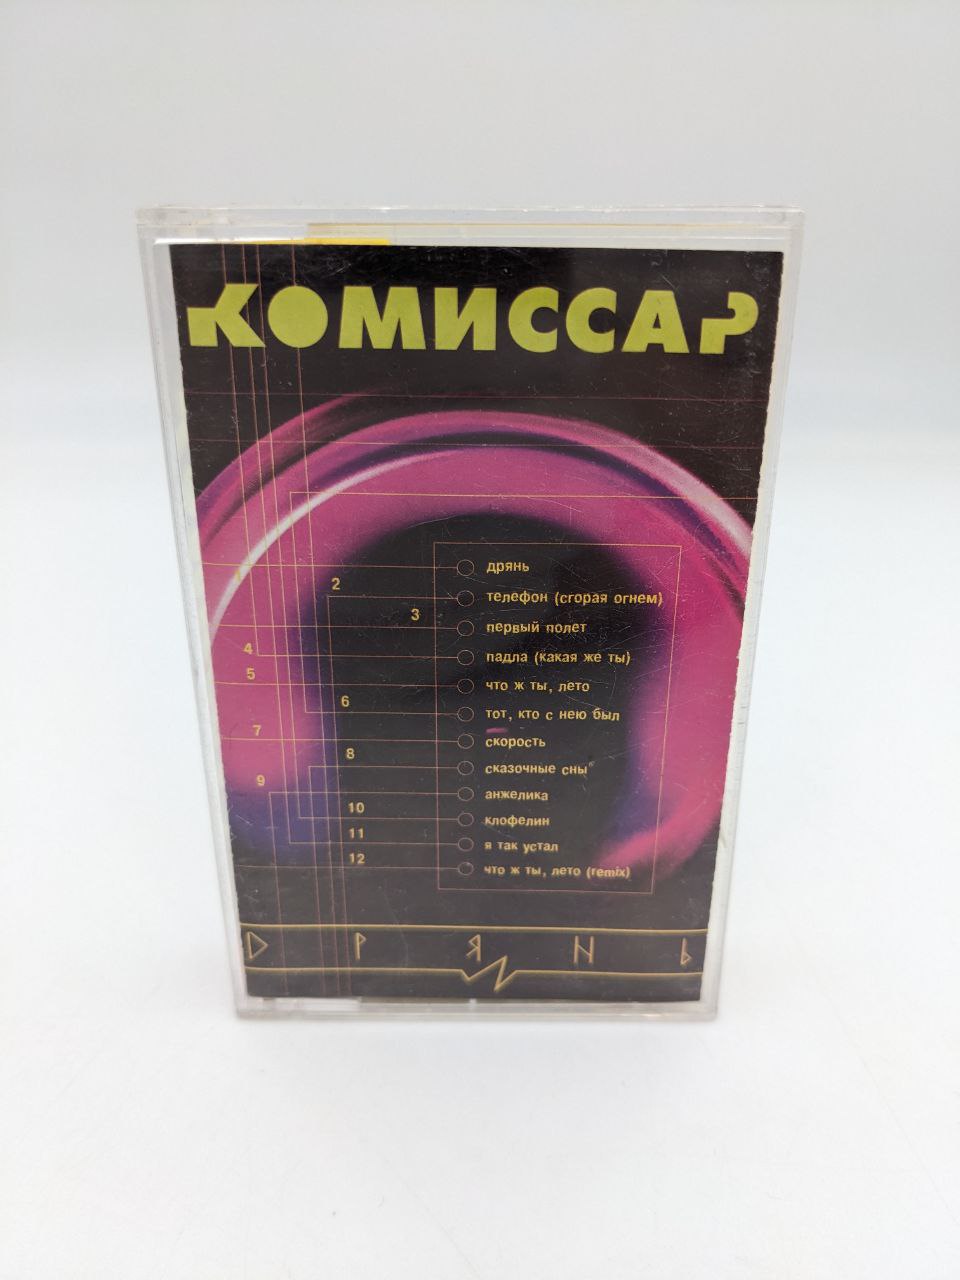 КОМИССАР
1 дрянь
2 телефон (сгорая огнем)
3 первый полет
4 падла (какая же ты)
5 что ж ты, лето
6 тот, кто с нею был
7 скорость
8 сказочные сны
9 анжелика
10 клофелин
11 я так устал
12 что ж ты, лето (remix)
DРЯНЬ